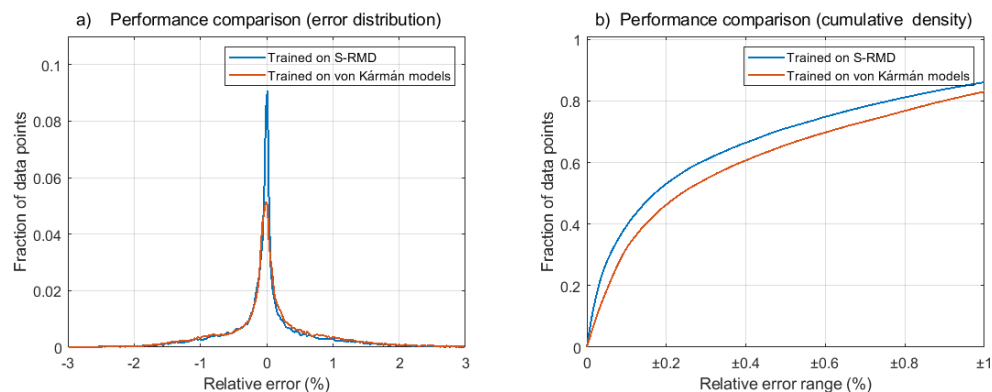 a) Performance comparison (error distribution)
Trained on S-RMD
Trained on von Kármán models
Fraction of data points
0.1
0.08
0.06
0.04
0.02
0
-3
-2
-1
0
1
2
3
Relative error (%)
b) Performance comparison (cumulative density)
Trained on S-RMD
Trained on von Kármán models
Fraction of data points
1
0.8
0.6
0.4
0.2
0
0
±0.2
±0.4
±0.6
±0.8
±1
Relative error range (%)